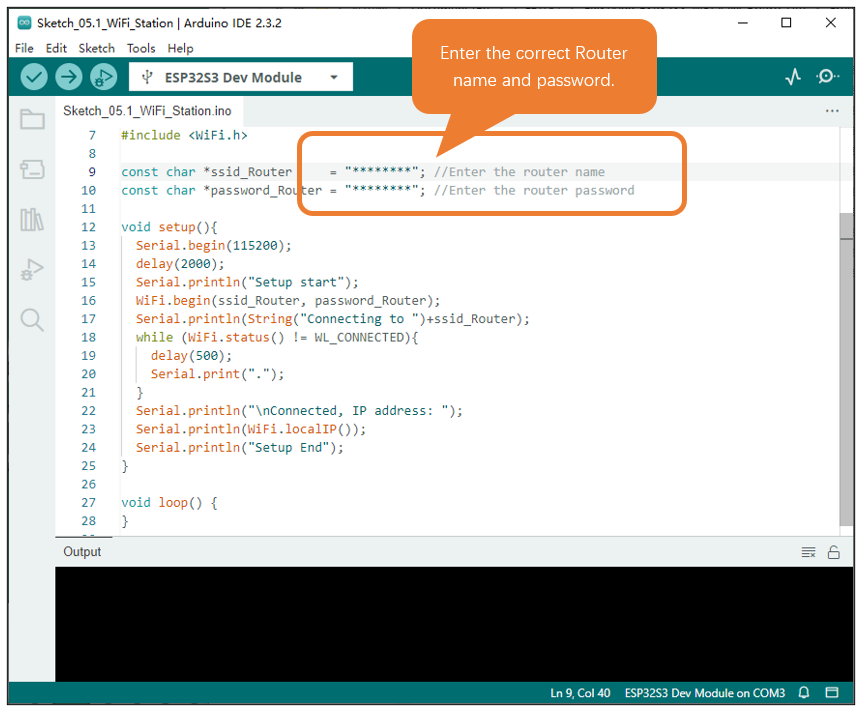 Sketch_05.1_WiFi_Station | Arduino IDE 2.3.2
File Edit Sketch Tools Help
Enter the correct Router
name and password.
ESP32S3 Dev Module
Sketch_05.1_WiFi_Station.ino
7 #include <WiFi.h>
8
9 const char *ssid_Router     = "********"; //Enter the router name
10 const char *password_Router = "********"; //Enter the router password
11
12 void setup(){
13   Serial.begin(115200);
14   delay(2000);
15   Serial.println("Setup start");
16   WiFi.begin(ssid_Router, password_Router);
17   Serial.println(String("Connecting to ")+ssid_Router);
18   while (WiFi.status() != WL_CONNECTED){
19     delay(500);
20     Serial.print(".");
21   }
22   Serial.println("\nConnected, IP address: ");
23   Serial.println(WiFi.localIP());
24   Serial.println("Setup End");
25 }
26
27 void loop() {
28 }
Output
Ln 9, Col 40 ESP32S3 Dev Module on COM3